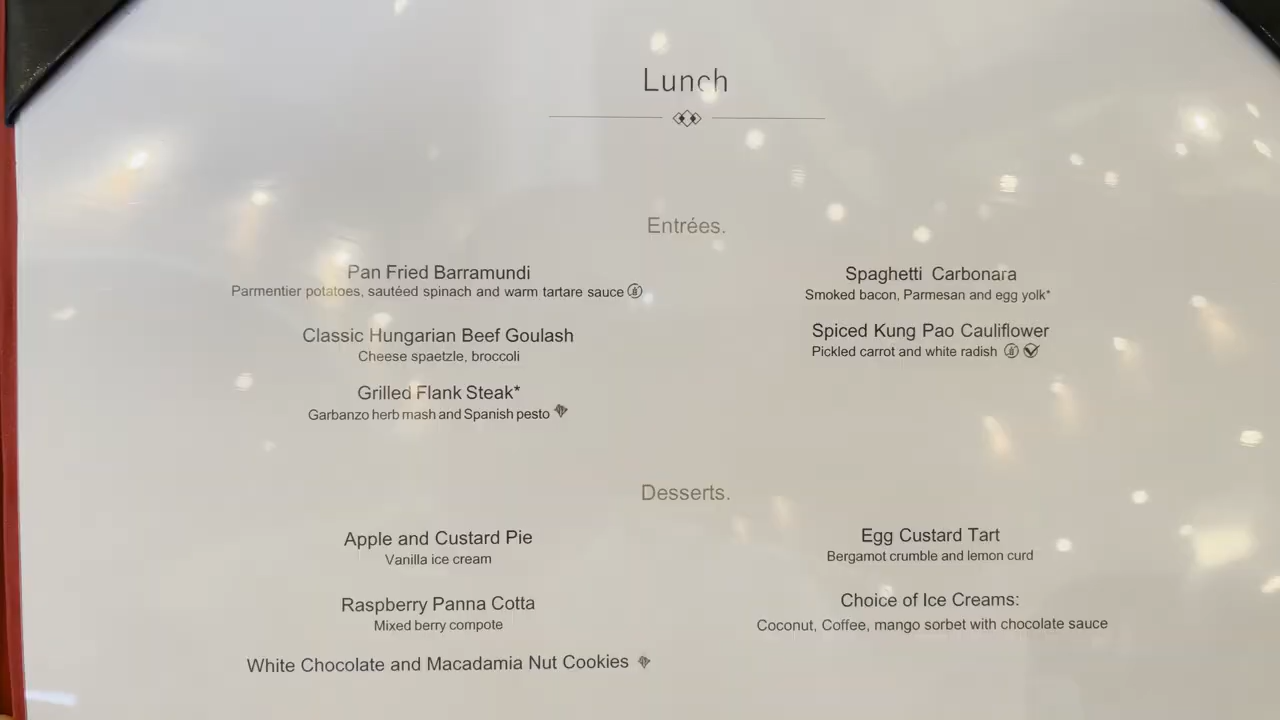 Lunch
Entrées.
Pan Fried Barramundi
Parmentier potatoes, sautéed spinach and warm tartare sauce
Classic Hungarian Beef Goulash
Cheese spaetzle, broccoli
Grilled Flank Steak*
Garbanzo herb mash and Spanish pesto
Spaghetti Carbonara
Smoked bacon, Parmesan and egg yolk*
Spiced Kung Pao Cauliflower
Pickled carrot and white radish
Desserts.
Apple and Custard Pie
Vanilla ice cream
Raspberry Panna Cotta
Mixed berry compote
White Chocolate and Macadamia Nut Cookies
Egg Custard Tart
Bergamot crumble and lemon curd
Choice of Ice Creams:
Coconut, Coffee, mango sorbet with chocolate sauce